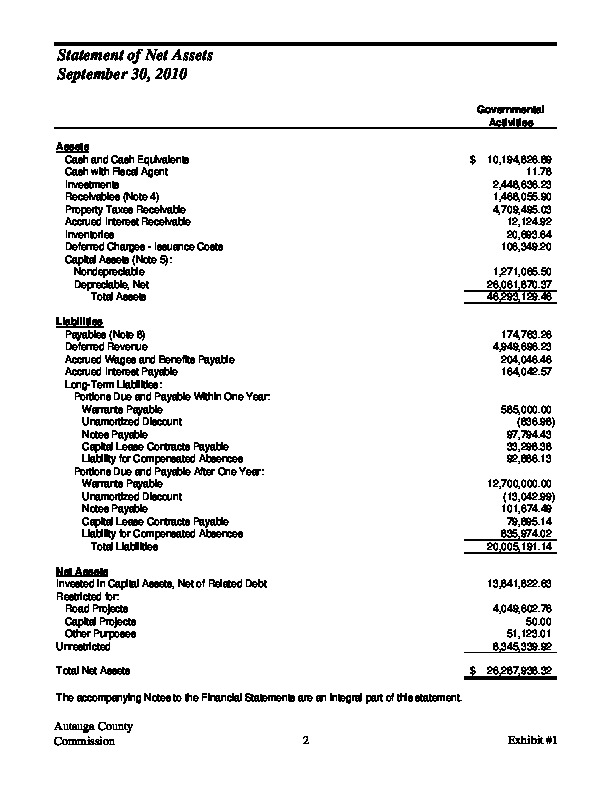 Statement of Net Assets
September 30, 2010
Governmental
Activities
Assets
Cash and Cash Equivalents $ 10,194,826.89
Cash with Fiscal Agent 11.78
Investments 2,448,636.23
Receivables (Note 4) 1,468,055.90
Property Taxes Receivable 4,709,495.03
Accrued Interest Receivable 12,124.92
Inventories 20,693.64
Deferred Charges - Issuance Costs 106,349.20
Capital Assets (Note 5):
Nondepreciable 1,271,065.50
Depreciable, Net 26,061,870.37
Total Assets 46,293,129.46
Liabilities
Payables (Note 6) 174,763.26
Deferred Revenue 4,949,696.23
Accrued Wages and Benefits Payable 204,046.46
Accrued Interest Payable 164,042.57
Long-Term Liabilities:
Portions Due and Payable Within One Year:
Warrants Payable 585,000.00
Unamortized Discount (836.98)
Notes Payable 97,794.43
Capital Lease Contracts Payable 33,298.38
Liability for Compensated Absences 92,886.13
Portions Due and Payable After One Year:
Warrants Payable 12,700,000.00
Unamortized Discount (13,042.99)
Notes Payable 101,674.49
Capital Lease Contracts Payable 79,895.14
Liability for Compensated Absences 835,974.02
Total Liabilities 20,005,191.14
Net Assets
Invested in Capital Assets, Net of Related Debt 13,841,822.63
Restricted for:
Road Projects 4,049,602.76
Capital Projects 50.00
Other Purposes 51,123.01
Unrestricted 8,345,339.92
Total Net Assets $ 26,287,938.32
The accompanying Notes to the Financial Statements are an integral part of this statement.
Autauga County
Commission 2 Exhibit #1